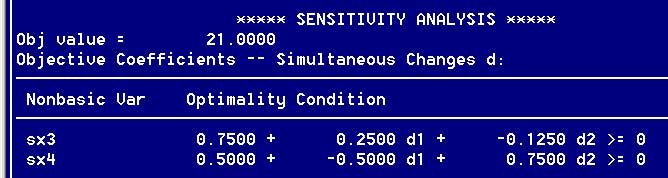 ***** SENSITIVITY ANALYSIS *****
Obj value = 21.0000
Objective Coefficients -- Simultaneous Changes d:
Nonbasic Var Optimality Condition
sx3 0.7500 + 0.2500 d1 + -0.1250 d2 >= 0
sx4 0.5000 + -0.5000 d1 + 0.7500 d2 >= 0